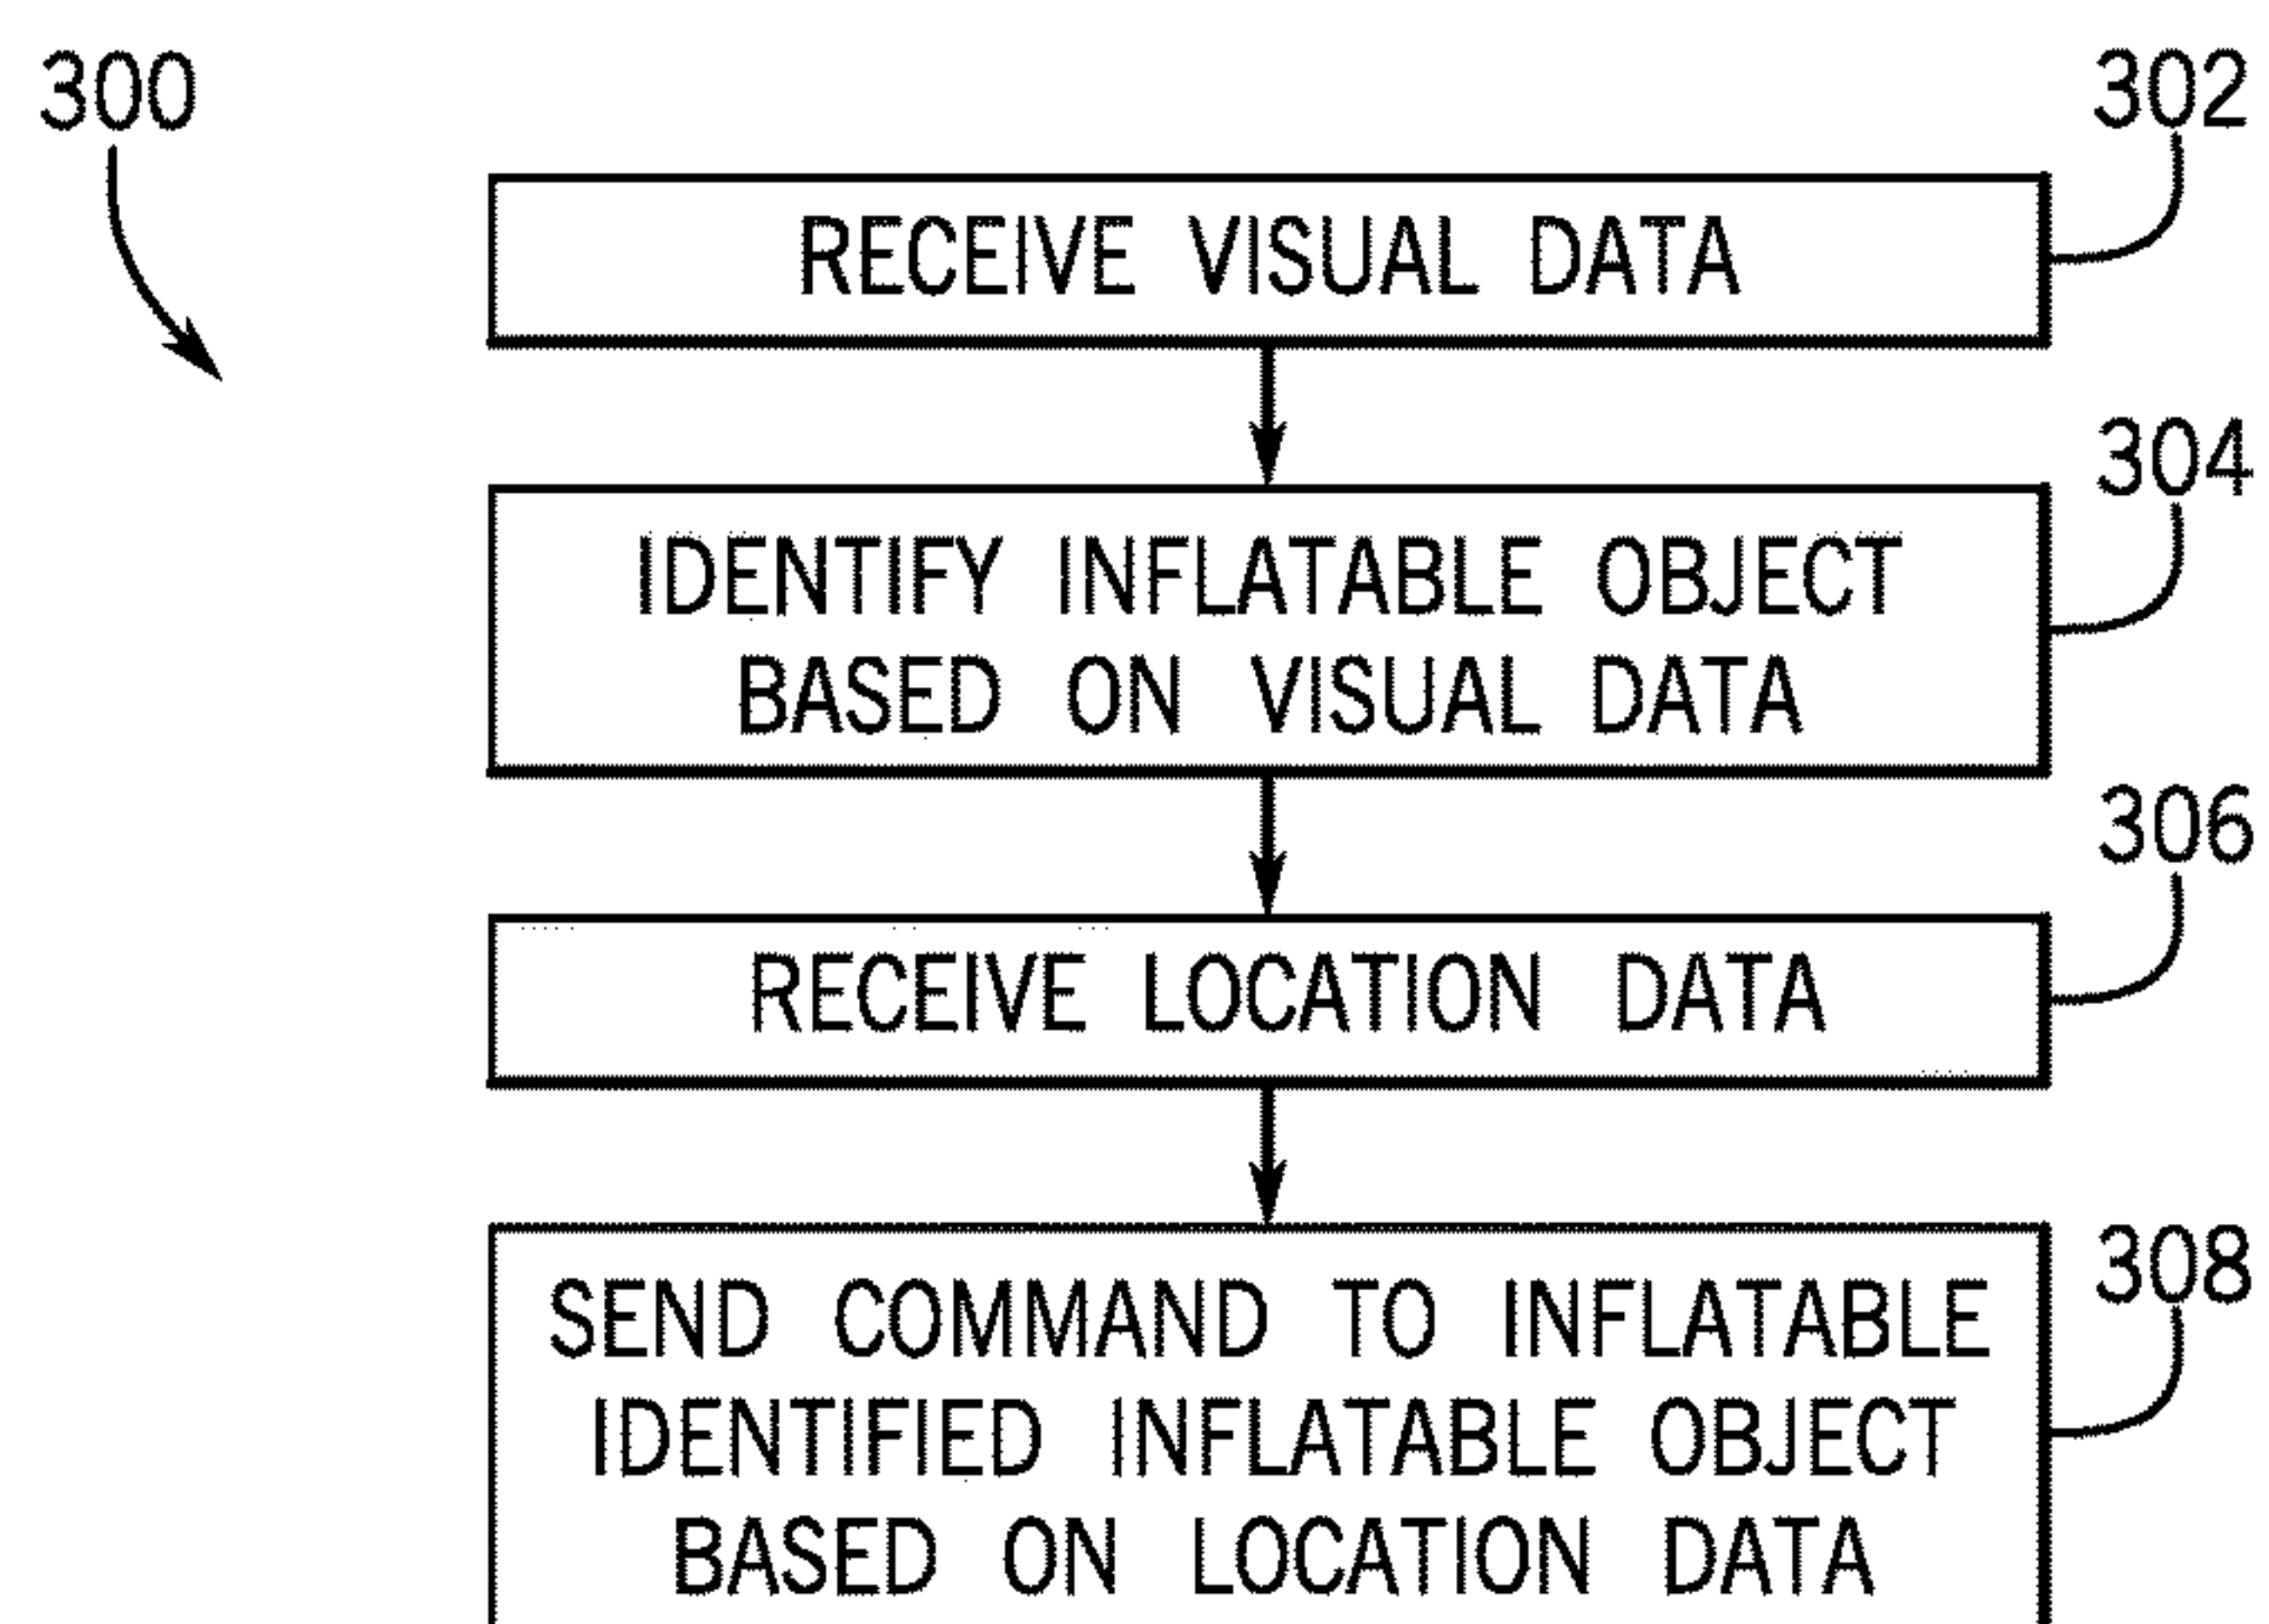 300
302
RECEIVE VISUAL DATA
304
IDENTIFY INFLATABLE OBJECT
BASED ON VISUAL DATA
306
RECEIVE LOCATION DATA
308
SEND COMMAND TO INFLATABLE
IDENTIFIED INFLATABLE OBJECT
BASED ON LOCATION DATA